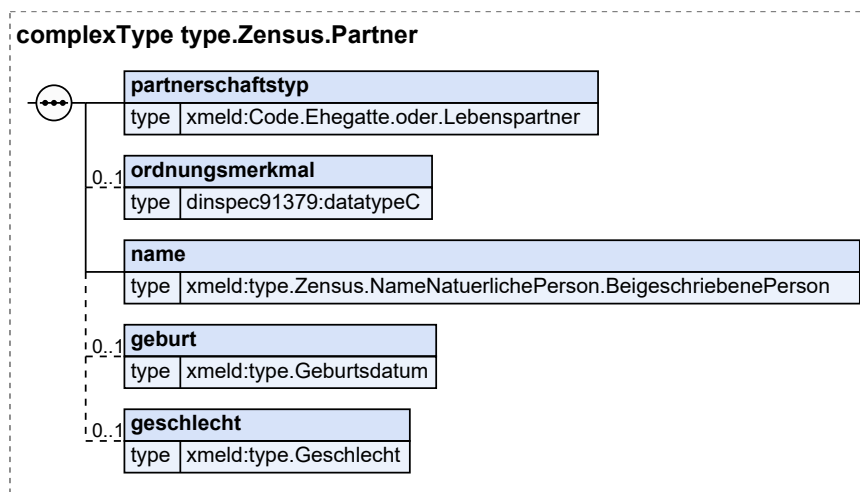 complexType type.Zensus.Partner
partnerschaftstyp
type xmeld:Code.Ehegatte.oder.Lebenspartner
0..1 ordnungsmerkmal
type dinspec91379:datatypeC
name
type xmeld:type.Zensus.NameNatuerlichePerson.BeigeschriebenePerson
0..1 geburt
type xmeld:type.Geburtsdatum
0..1 geschlecht
type xmeld:type.Geschlecht